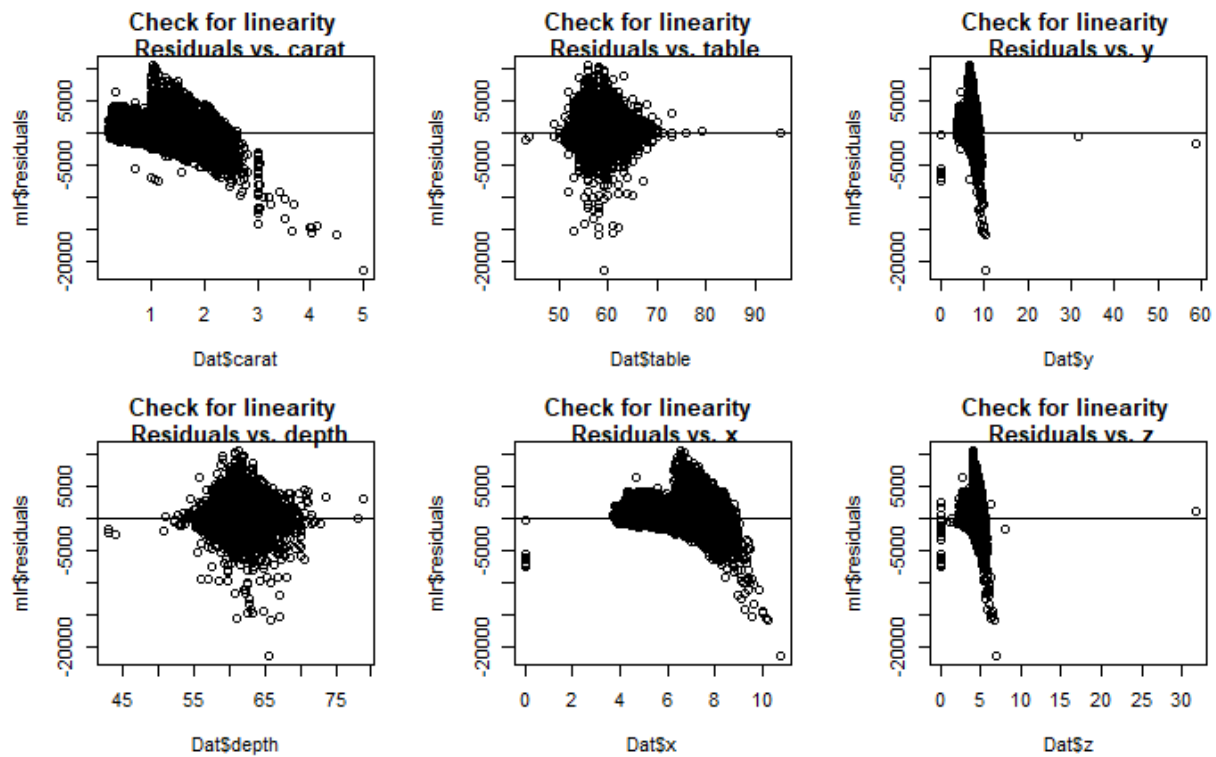 Check for linearity
Residuals vs. carat
mlr$residuals
5000
-5000
-20000
1 2 3 4 5
Dat$carat
Check for linearity
Residuals vs. table
mlr$residuals
5000
-5000
-20000
50 60 70 80 90
Dat$table
Check for linearity
Residuals vs. y
mlr$residuals
5000
-5000
-20000
0 10 20 30 40 50 60
Dat$y
Check for linearity
Residuals vs. depth
mlr$residuals
5000
-5000
-20000
45 55 65 75
Dat$depth
Check for linearity
Residuals vs. x
mlr$residuals
5000
-5000
-20000
0 2 4 6 8 10
Dat$x
Check for linearity
Residuals vs. z
mlr$residuals
5000
-5000
-20000
0 5 10 15 20 25 30
Dat$z